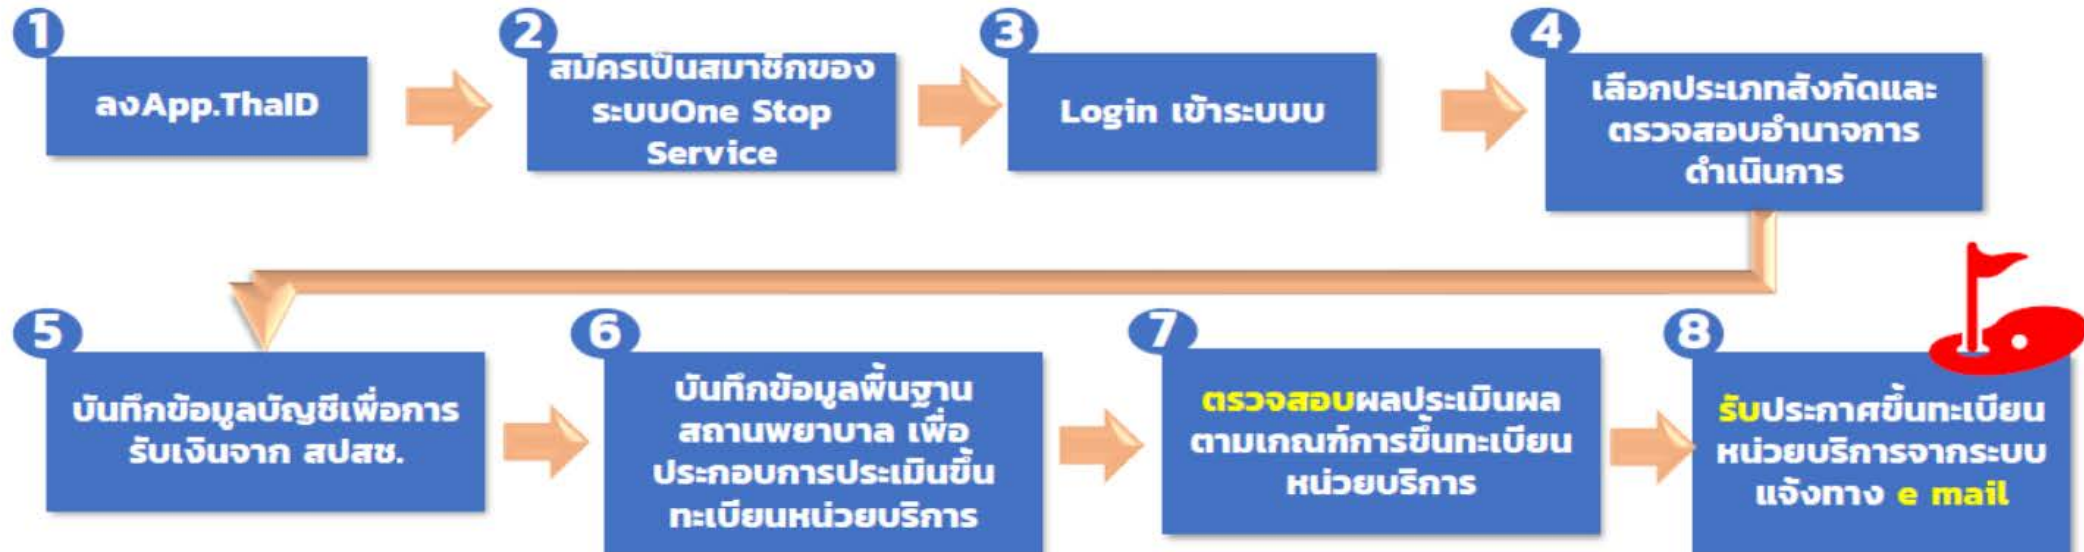 1
ลงApp.ThaID
2
สมัครเป็นสมาชิกของ
ระบบOne Stop
Service
3
Login เข้าระบบบ
4
เลือกประเภทสังกัดและ
ตรวจสอบอำนาจการ
ดำเนินการ
5
บันทึกข้อมูลบัญชีเพื่อการ
รับเงินจาก สปสช.
6
บันทึกข้อมูลพื้นฐาน
สถานพยาบาล เพื่อ
ประกอบการประเมินขึ้น
ทะเบียนหน่วยบริการ
7
ตรวจสอบผลประเมินผล
ตามเกณฑ์การขึ้นทะเบียน
หน่วยบริการ
8
รับประกาศขึ้นทะเบียน
หน่วยบริการจากระบบ
แจ้งทาง e mail